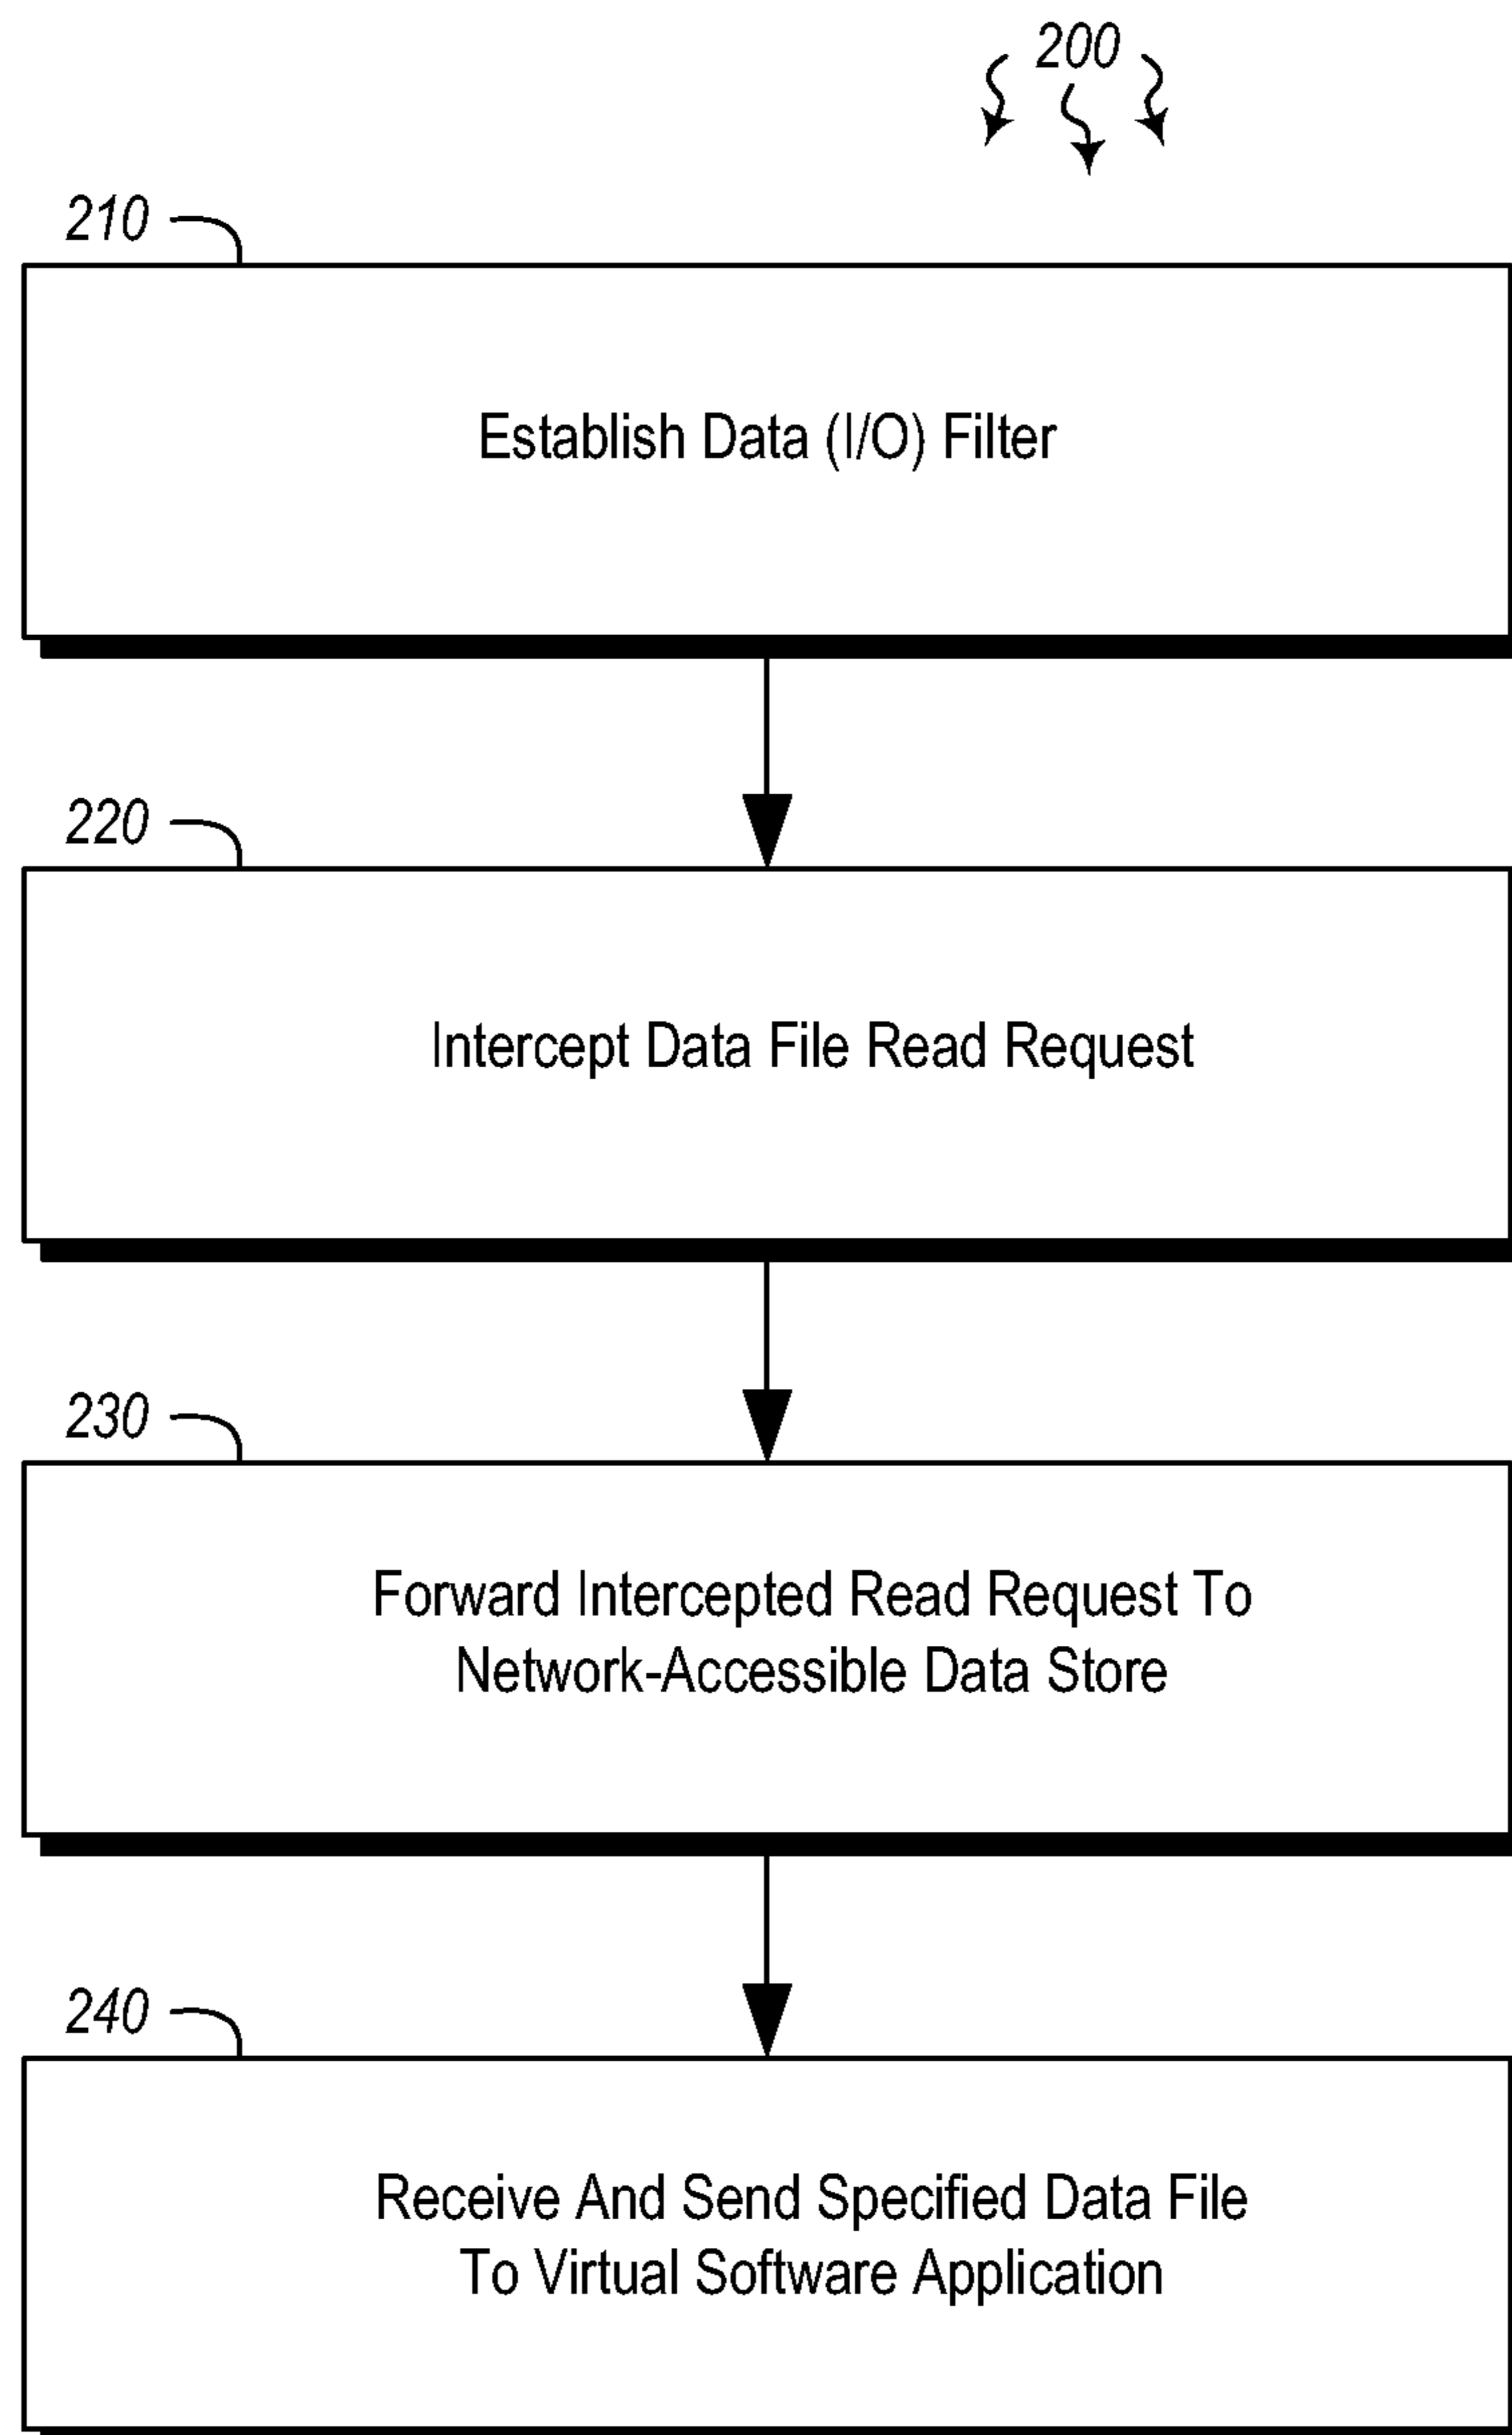 200
210
Establish Data (I/O) Filter
220
Intercept Data File Read Request
230
Forward Intercepted Read Request To
Network-Accessible Data Store
240
Receive And Send Specified Data File
To Virtual Software Application